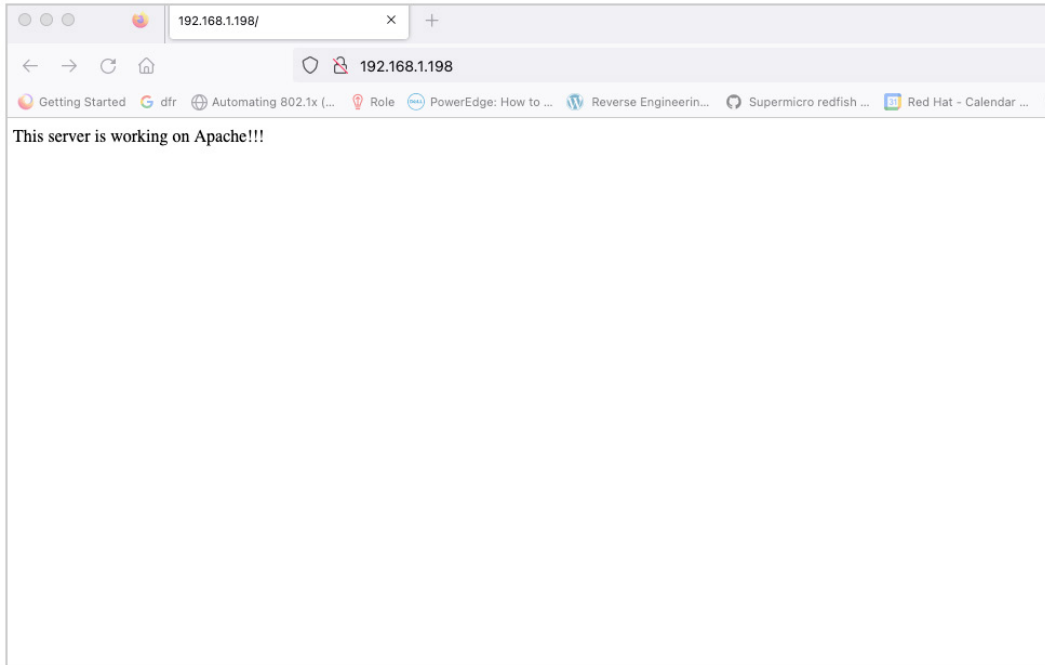 192.168.1.198/
192.168.1.198
Getting Started dfr Automating 802.1x (... Role PowerEdge: How to ... Reverse Engineerin... Supermicro redfish ... Red Hat - Calendar ...
This server is working on Apache!!!